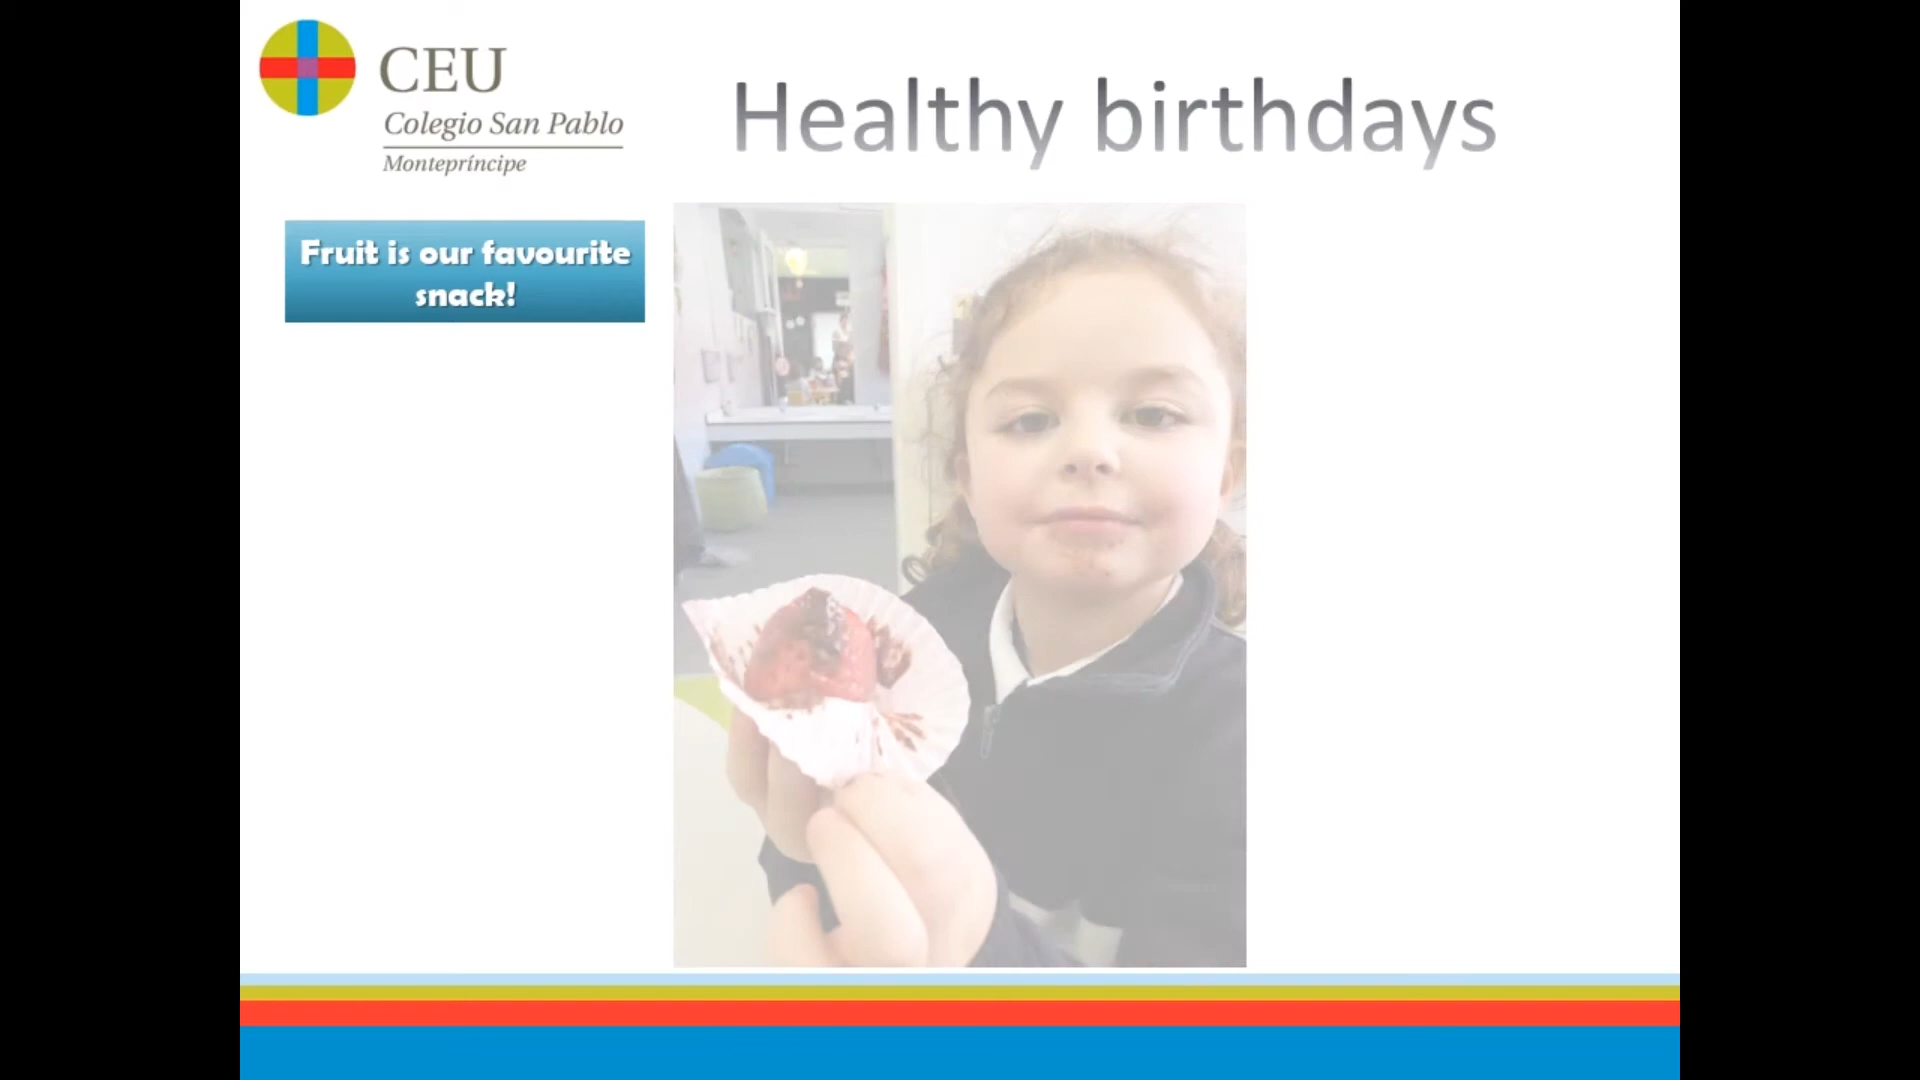 CEU
Colegio San Pablo
Montepríncipe
Healthy birthdays
Fruit is our favourite
snack!